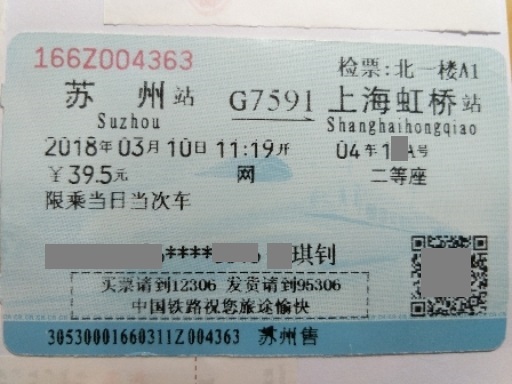 166Z004363 检票:北一楼A1
苏州站 G7591 上海虹桥站
Suzhou Shanghaihongqiao
2018年03月10日 11:19开 04车1 A号
￥39.5元 网 二等座
限乘当日当次车
**** 琪钊
买票请到12306 发货请到95306
中国铁路祝您旅途愉快
30530001660311Z004363 苏州售